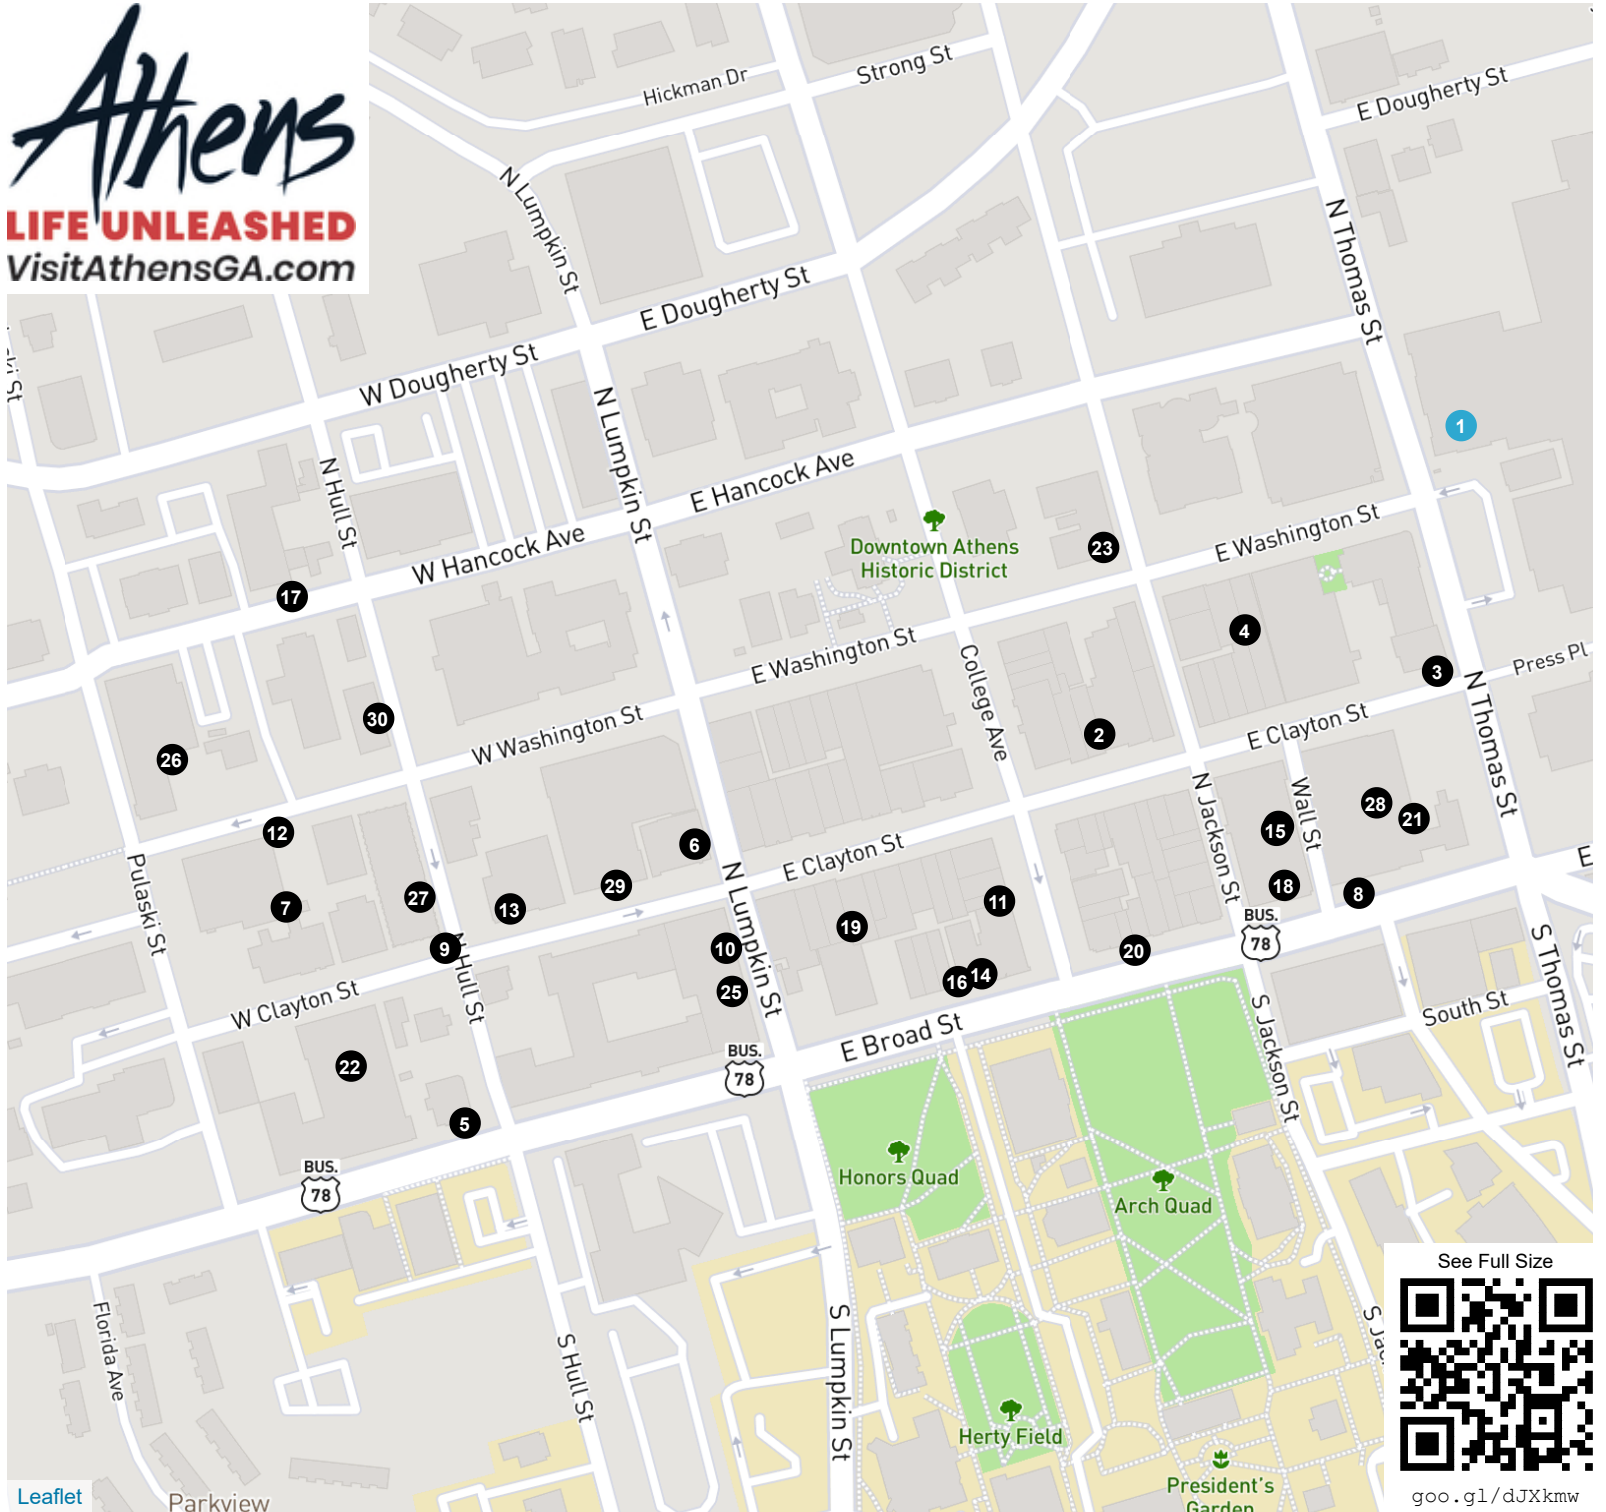 Athens
LIFE UNLEASHED
VisitAthensGA.com
Hickman Dr
Strong St
E Dougherty St
N Lumpkin St
N Thomas St
E Dougherty St
W Dougherty St
N Lumpkin St
1
N Hull St
E Hancock Ave
W Hancock Ave
Downtown Athens
Historic District
23
E Washington St
17
4
E Washington St
College Ave
3
Press Pl
N Thomas St
30
W Washington St
2
E Clayton St
26
N Jackson St
Wall St
28
21
15
12
6
E Clayton St
Pulaski St
N Lumpkin St
7
27
13
29
11
18
8
9
N Hull St
10
19
20
BUS.
78
S Thomas St
25
16
14
W Clayton St
E Broad St
S Jackson St
South St
22
BUS.
78
5
BUS.
78
Honors Quad
Arch Quad
Florida Ave
S Hull St
S Lumpkin St
Herty Field
President's
Garden
Parkview
Leaflet
See Full Size
goo.gl/dJXkmw